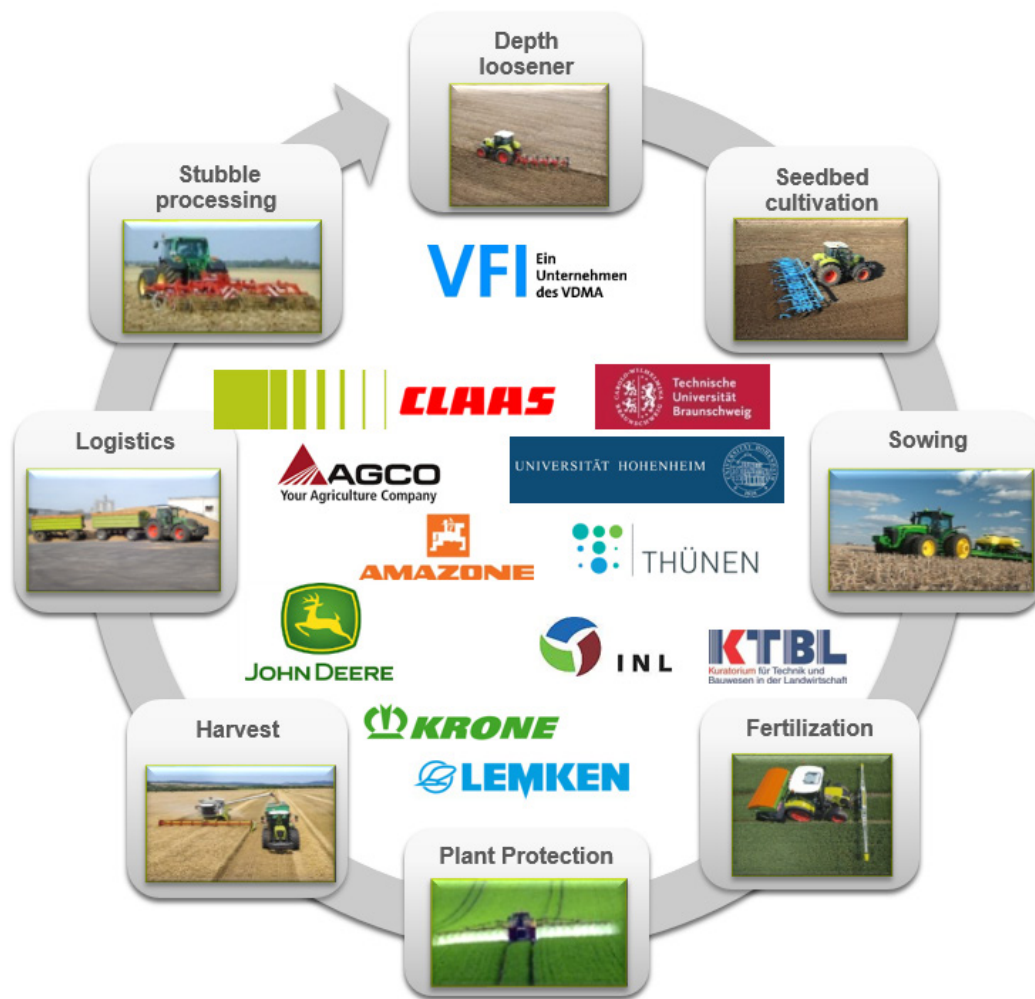 Depth
loosener
Stubble
processing
Seedbed
cultivation
VFI
Ein
Unternehmen
des VDMA
CLAAS
Technische
Universität
Braunschweig
Logistics
Sowing
AGCO
Your Agriculture Company
UNIVERSITÄT HOHENHEIM
AMAZONE
THÜNEN
JOHN DEERE
INL
KTBL
Kuratorium für Technik und
Bauwesen in der Landwirtschaft
Harvest
KRONE
Fertilization
LEMKEN
Plant Protection